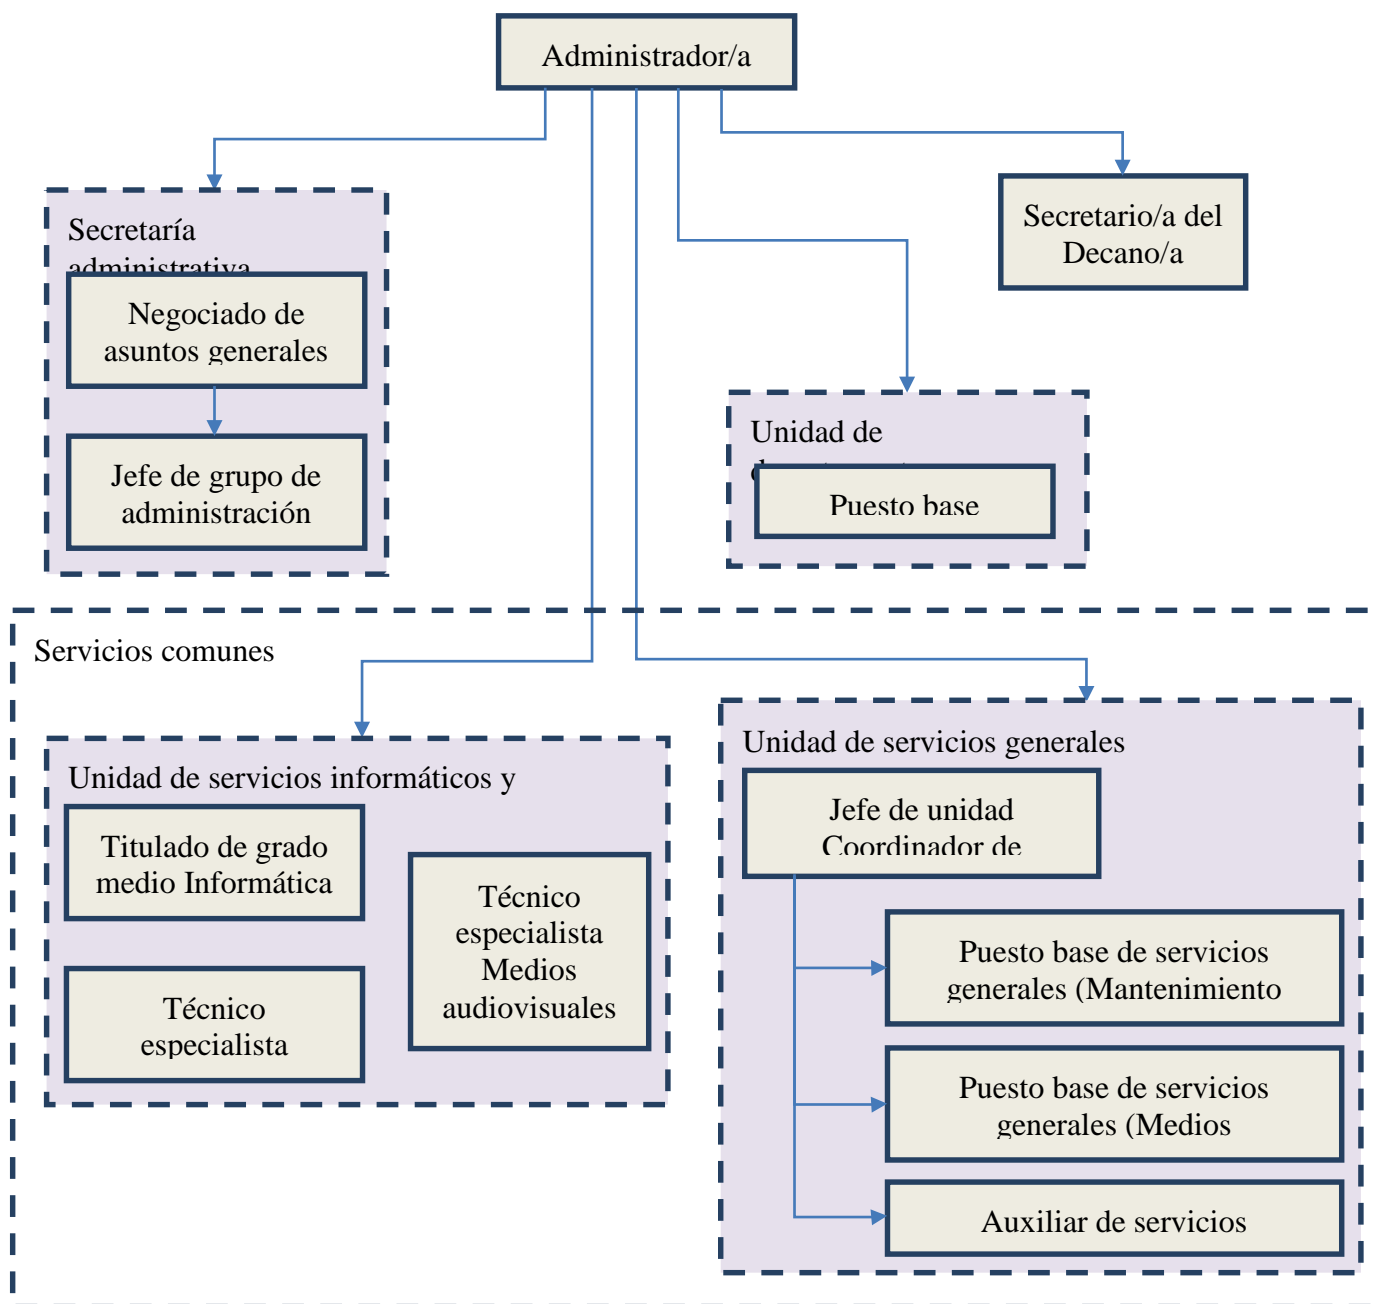 Administrador/a
Secretario/a del
Decano/a
Secretaría
administrativa
Negociado de
asuntos generales
Jefe de grupo de
administración
Unidad de
Puesto base
Servicios comunes
Unidad de servicios informáticos y
Titulado de grado
medio Informática
Técnico
especialista
Técnico
especialista
Medios
audiovisuales
Unidad de servicios generales
Jefe de unidad
Coordinador de
Puesto base de servicios
generales (Mantenimiento
Puesto base de servicios
generales (Medios
Auxiliar de servicios